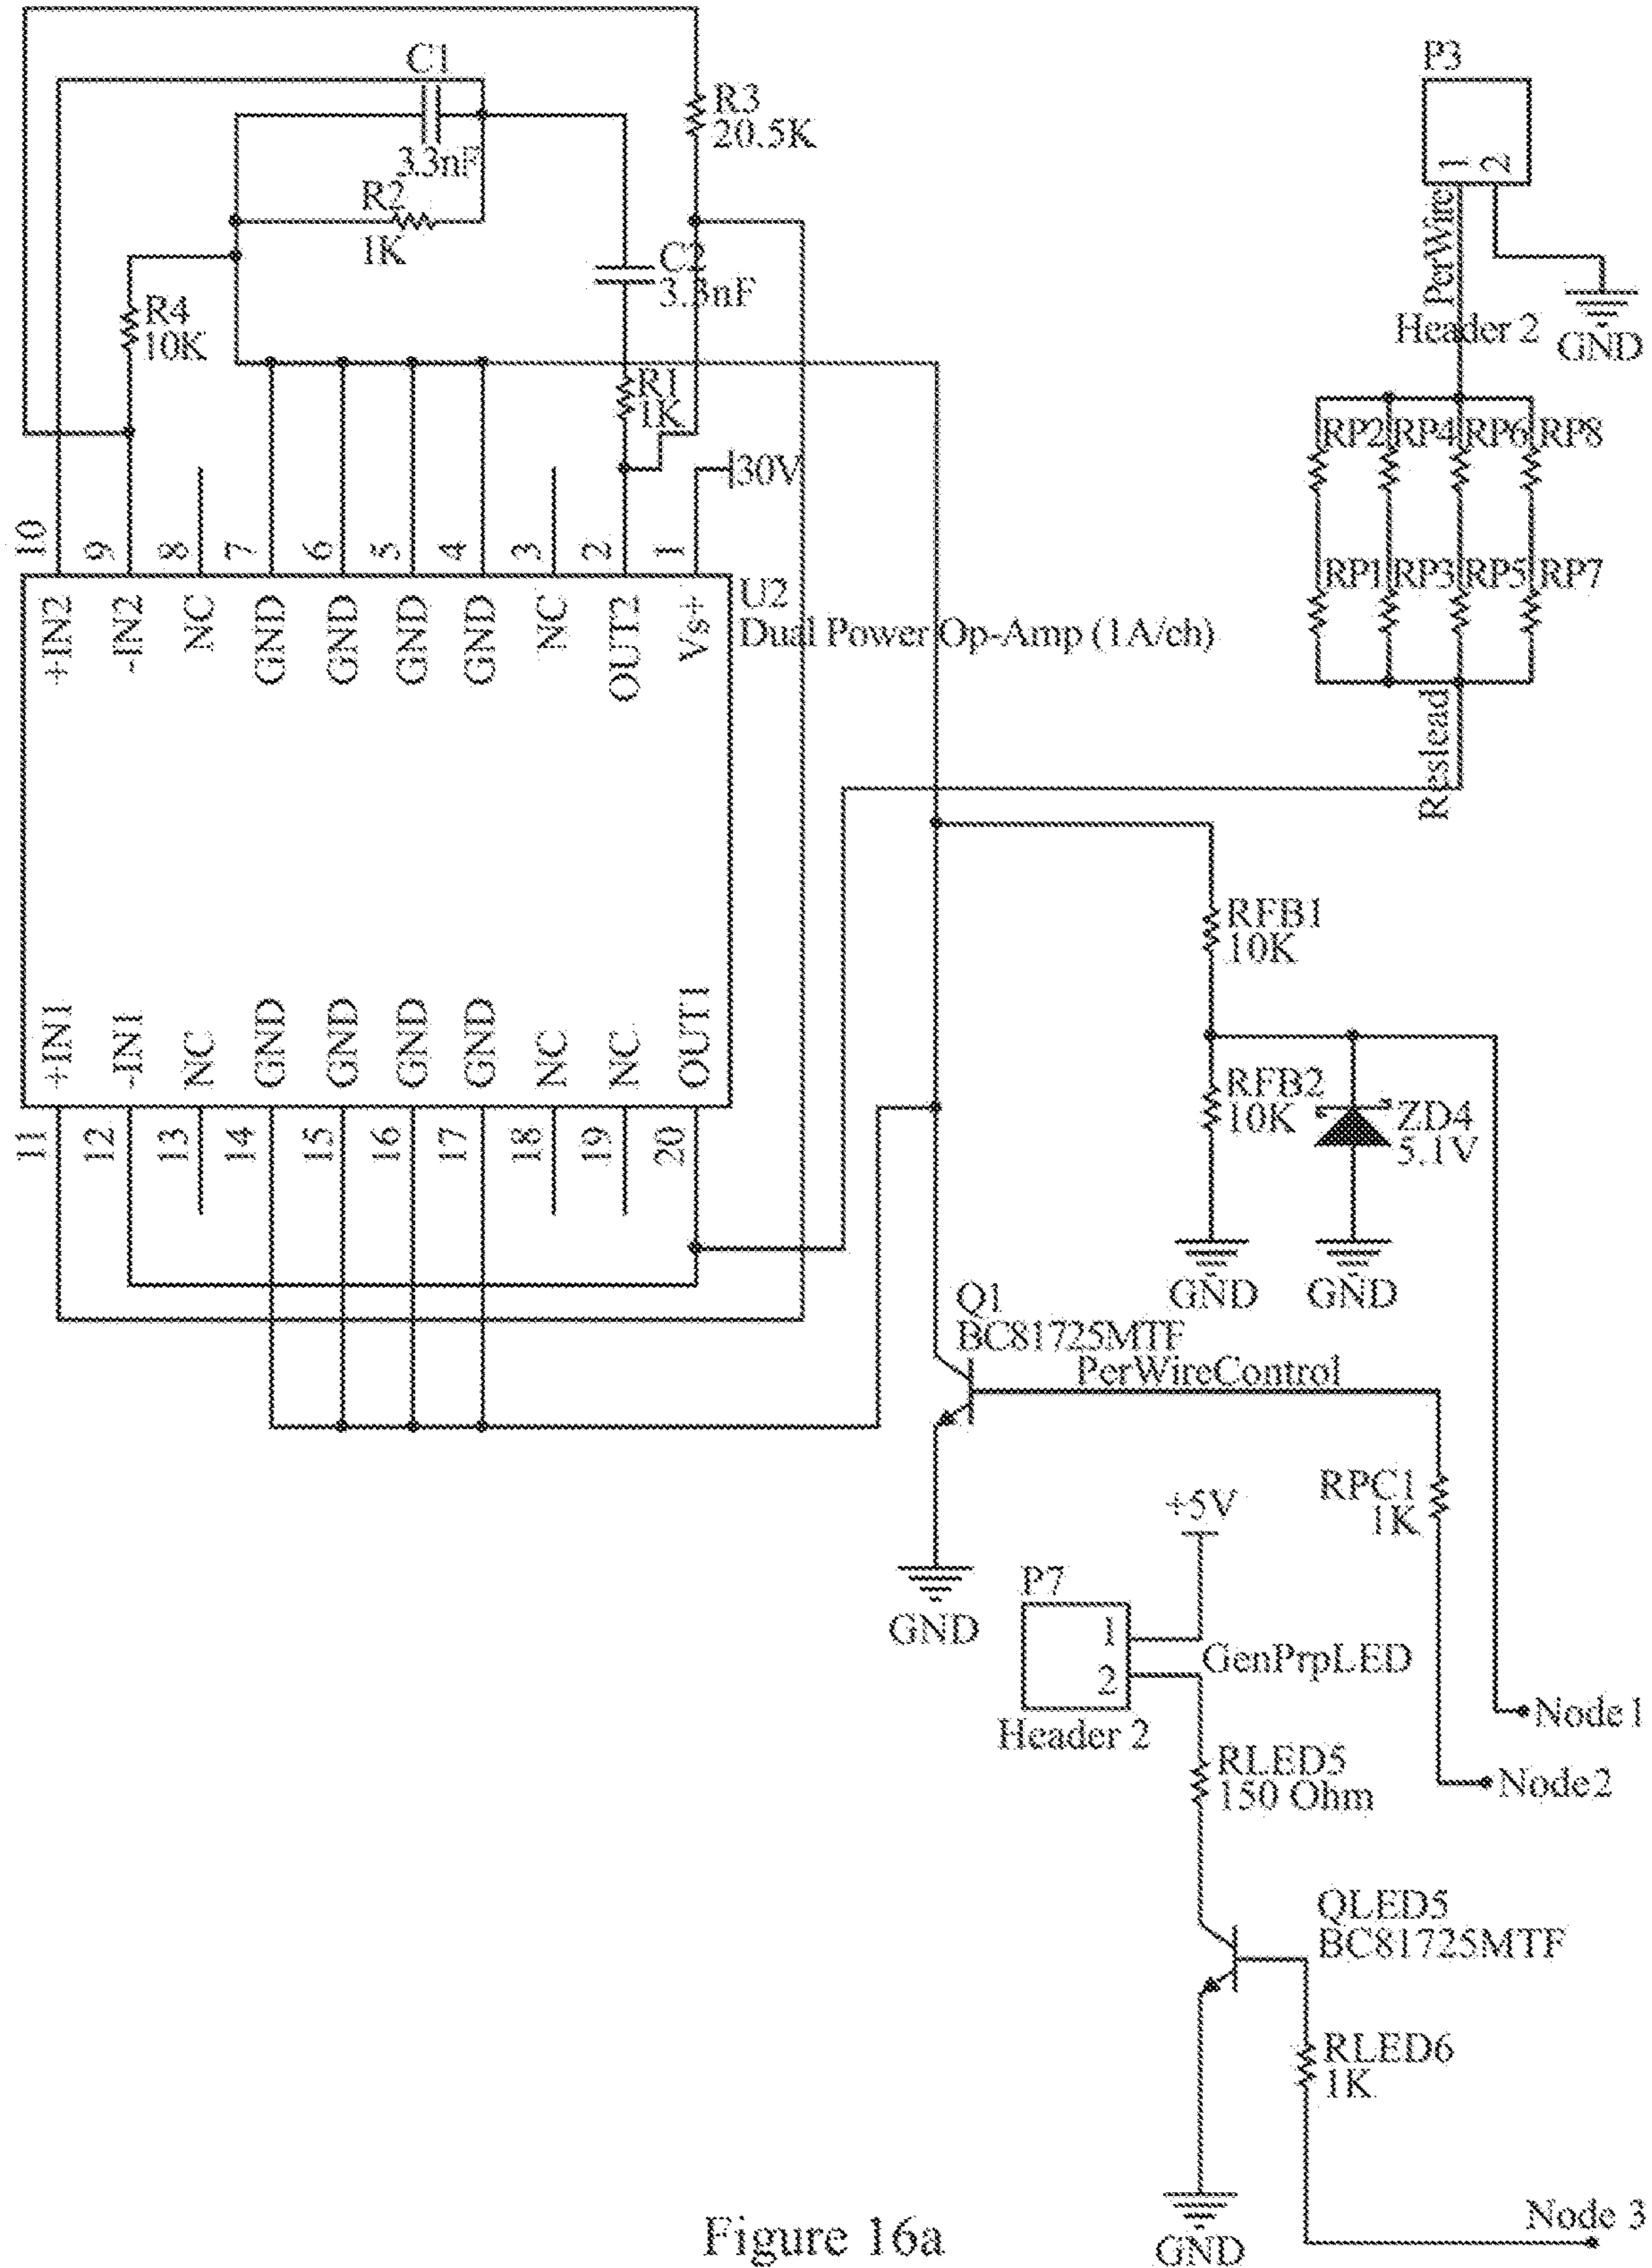 C1
3.3nF
R2
1K
R3
20.5K
C2
3.3nF
R4
10K
R1
1K
30V
P3
1
2
PerWire
Header 2
GND
RP2
RP4
RP6
RP8
RP1
RP3
RP5
RP7
Reslead
10
9
8
7
6
5
4
3
2
1
+IN2
-IN2
NC
GND
GND
GND
GND
NC
OUT2
Vs+
U2
Dual Power Op-Amp (1A/ch)
+IN1
-IN1
NC
GND
GND
GND
GND
NC
NC
OUT1
11
12
13
14
15
16
17
18
19
20
RFB1
10K
RFB2
10K
ZD4
5.1V
GND
GND
Q1
BC81725MTF
PerWireControl
GND
RPC1
1K
+5V
P7
1
2
GenPrpLED
Header 2
Node1
Node2
RLED5
150 Ohm
QLED5
BC81725MTF
RLED6
1K
Node 3
GND
Figure 16a